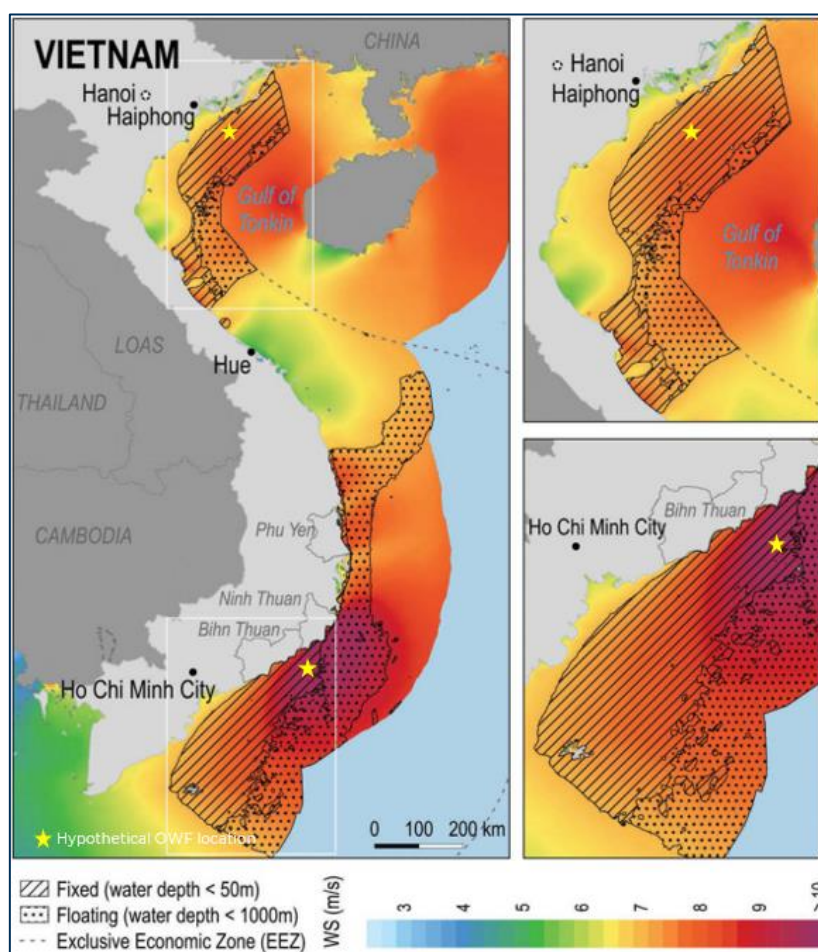 VIETNAM
CHINA
Hanoi
Haiphong
Gulf of
Tonkin
LOAS
Hue
THAILAND
CAMBODIA
Phu Yen
Ninh Thuan
Bihn Thuan
Ho Chi Minh City
Hypothetical OWF location
0 100 200 km
Hanoi
Haiphong
Gulf of
Tonkin
Bihn Thuan
Ho Chi Minh City
Fixed (water depth < 50m)
Floating (water depth < 1000m)
Exclusive Economic Zone (EEZ)
WS (m/s)
3 4 5 6 7 8 9